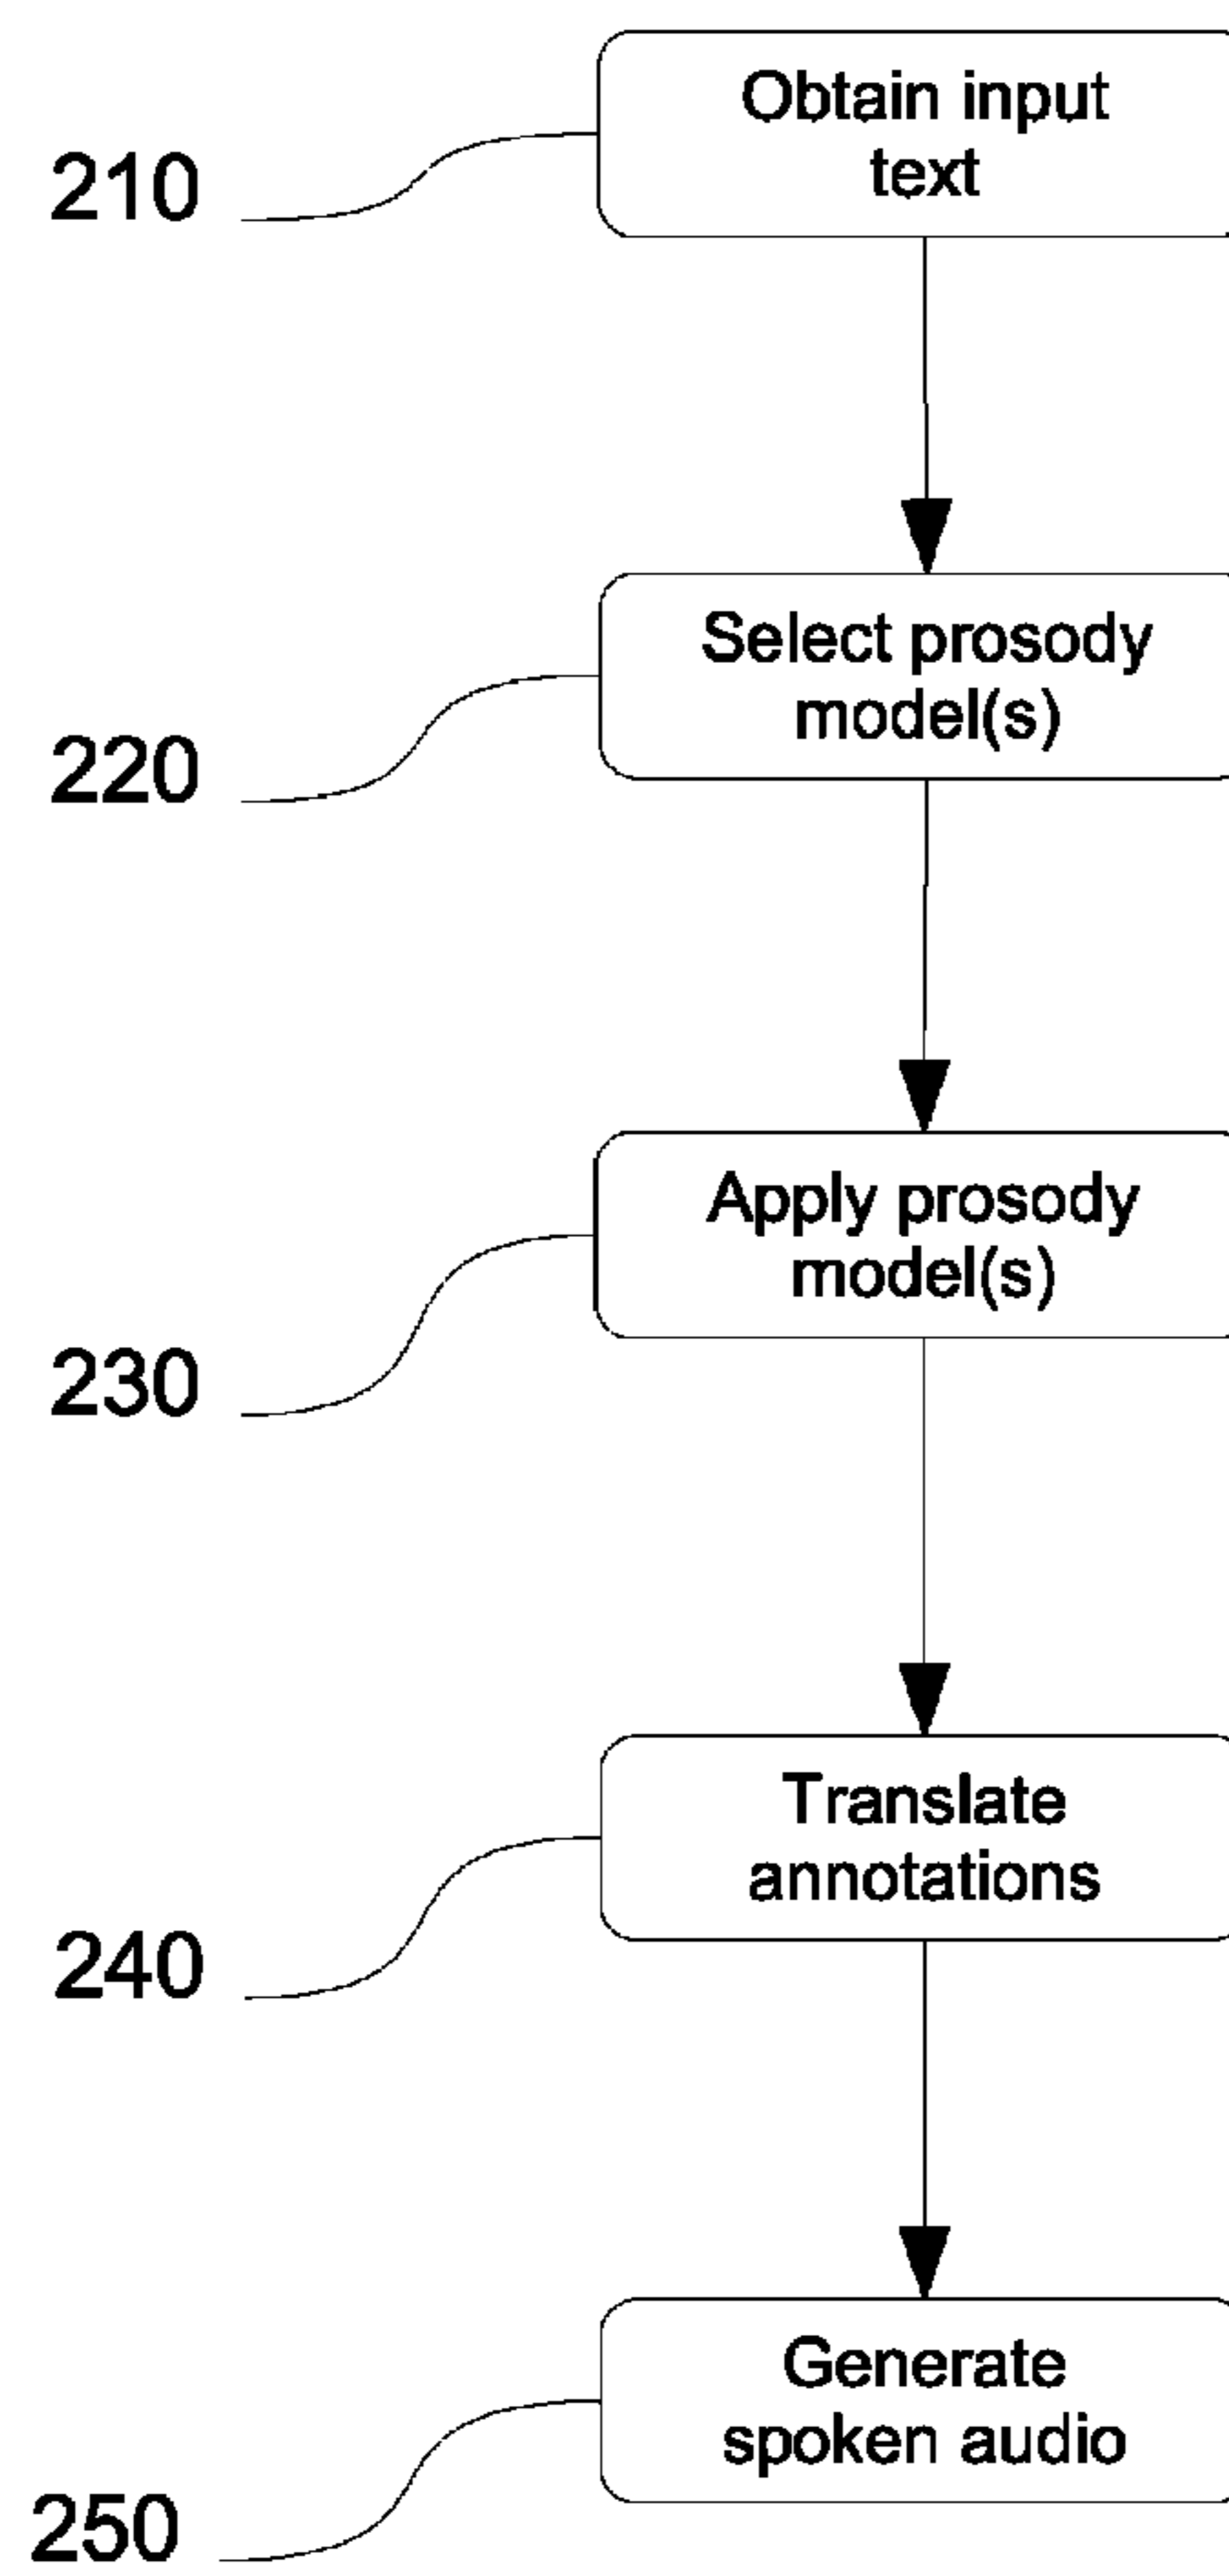 Obtain input
text
210
Select prosody
model(s)
220
Apply prosody
model(s)
230
Translate
annotations
240
Generate
spoken audio
250